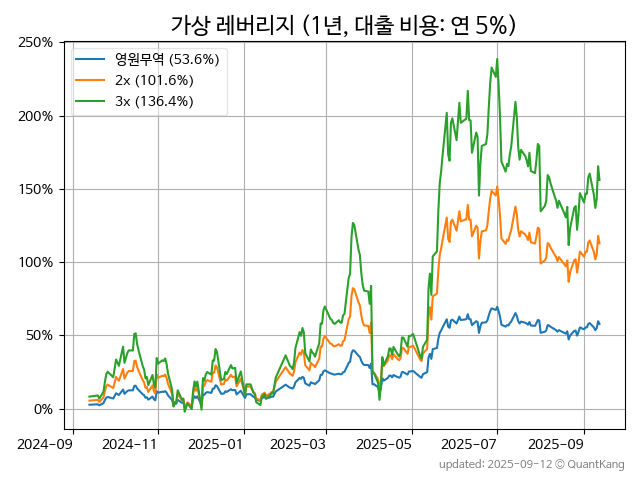 가상 레버리지 (1년, 대출 비용: 연 5%)
250%
200%
150%
100%
50%
0%
영원무역 (53.6%)
2x (101.6%)
3x (136.4%)
2024-09
2024-11
2025-01
2025-03
2025-05
2025-07
2025-09
updated: 2025-09-12 © QuantKang